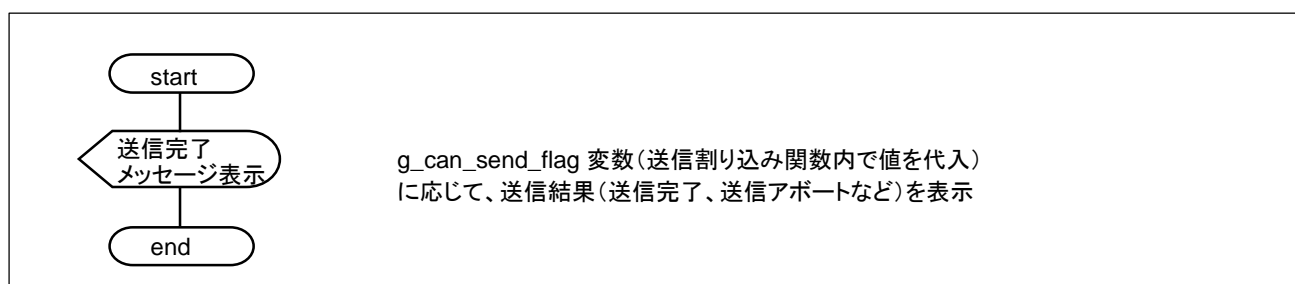 start
送信完了
メッセージ表示
end
g_can_send_flag 変数（送信割り込み関数内で値を代入）
に応じて、送信結果（送信完了、送信アボートなど）を表示